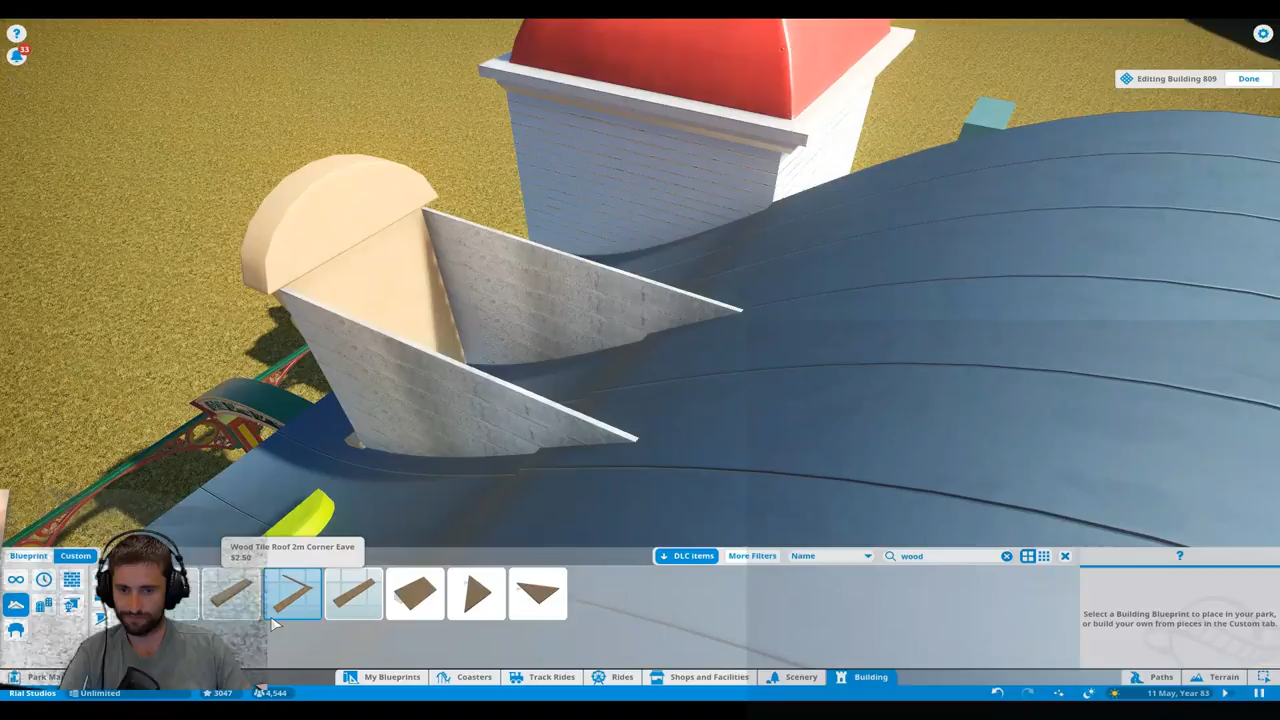 ?
33
Editing Building 809
Done
Wood Tile Roof 2m Corner Eave
$2.50
Blueprint
Custom
DLC items
More Filters
Name
wood
?
Select a Building Blueprint to place in your park,
or build your own from pieces in the Custom tab.
Park Ma
My Blueprints
Coasters
Track Rides
Rides
Shops and Facilities
Scenery
Building
Paths
Terrain
Rial Studios
Unlimited
3047
4,544
11 May, Year 83